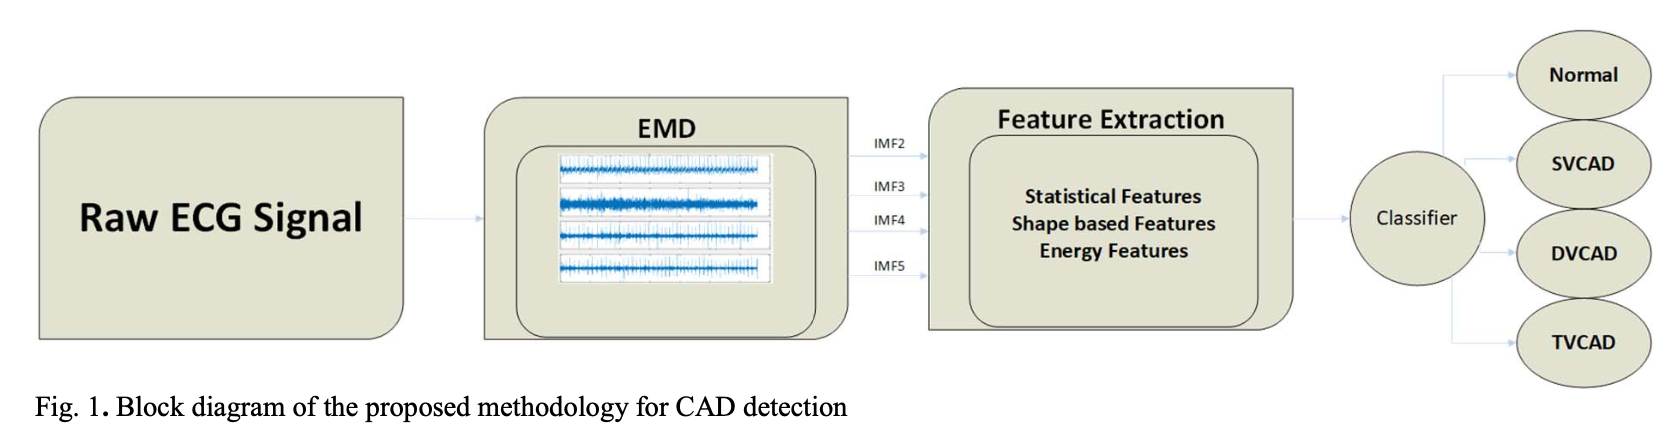 Raw ECG Signal
EMD
IMF2
IMF3
IMF4
IMF5
Feature Extraction
Statistical Features
Shape based Features
Energy Features
Classifier
Normal
SVCAD
DVCAD
TVCAD
Fig. 1. Block diagram of the proposed methodology for CAD detection